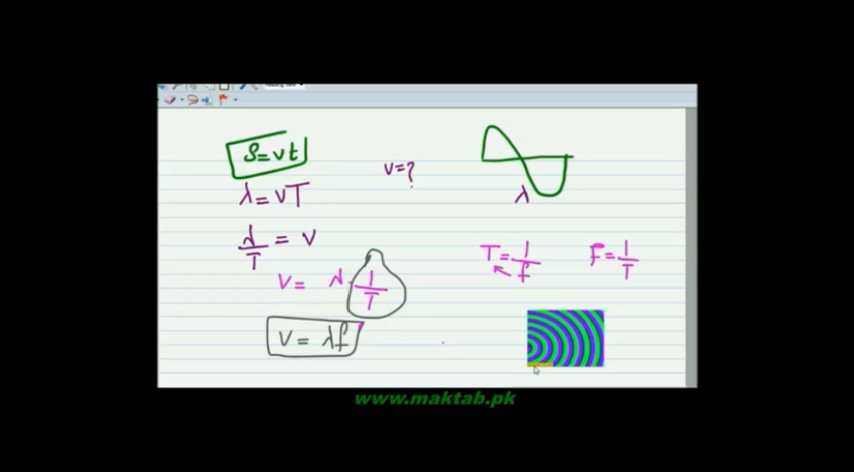 S=vt
v=?
λ=vT
λ
λ/T = v
T=1/f
F=1/T
v= λ·1/T
v= λf
www.maktab.pk